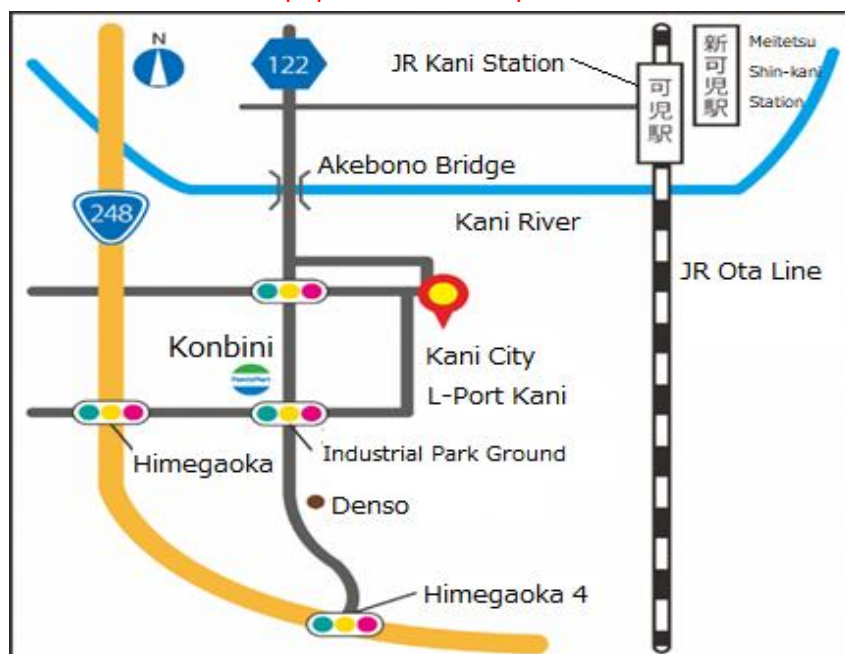 N
122
JR Kani Station
可児駅
新可児駅
Meitetsu
Shin-kani
Station
Akebono Bridge
248
Kani River
JR Ota Line
Konbini
FamilyMart
Kani City
L-Port Kani
Himegaoka
Industrial Park Ground
Denso
Himegaoka 4